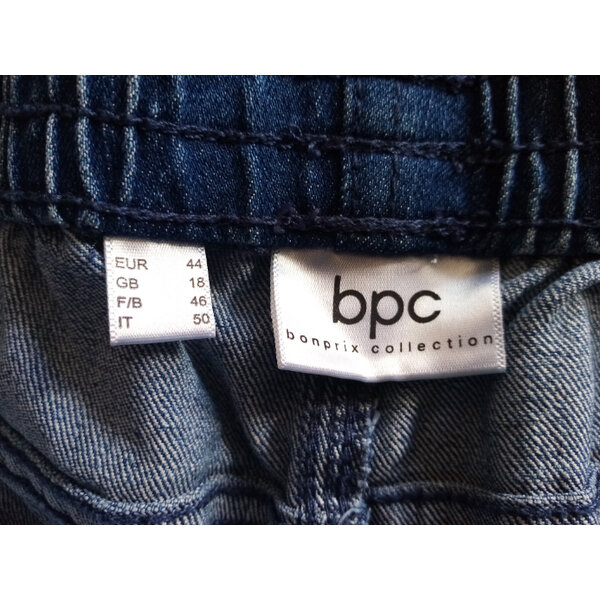 EUR 44
GB 18
F/B 46
IT 50
bpc
bonprix collection